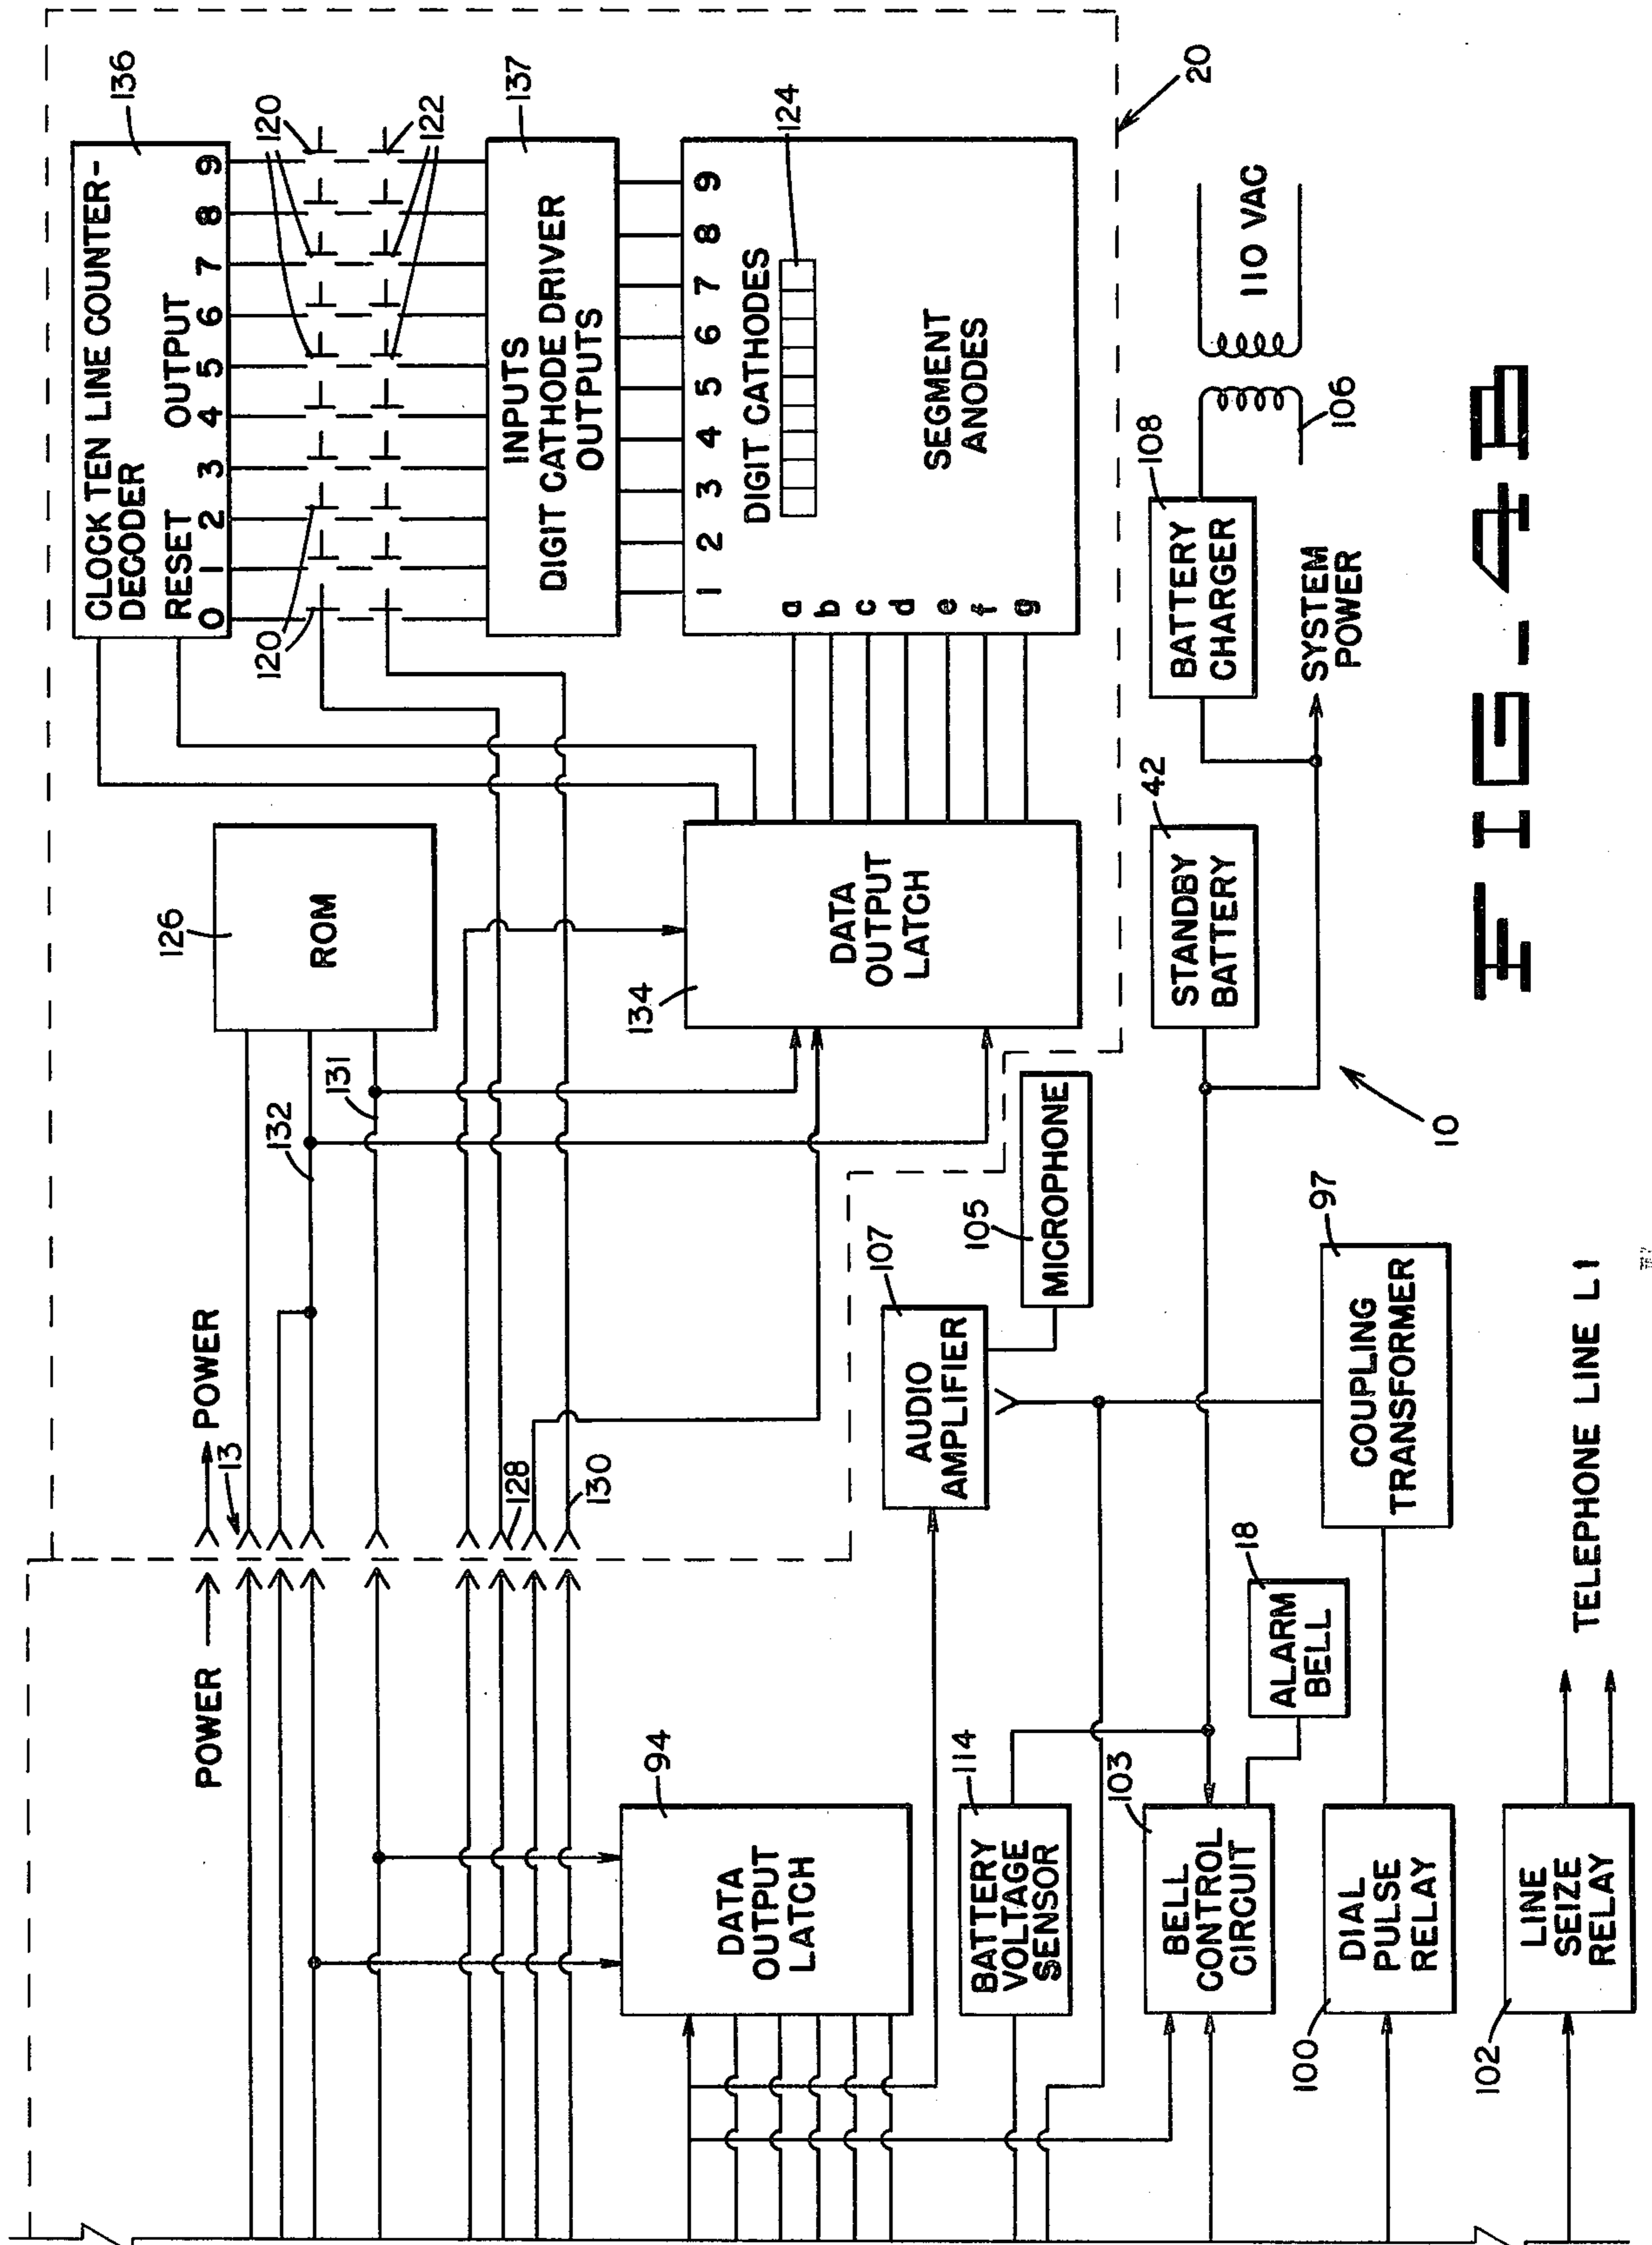 136
CLOCK TEN LINE COUNTER-
DECODER
RESET OUTPUT
0 1 2 3 4 5 6 7 8 9
120
120
120
122
137
INPUTS
DIGIT CATHODE DRIVER
OUTPUTS
1 2 3 4 5 6 7 8 9
DIGIT CATHODES
124
SEGMENT
ANODES
a
b
c
d
e
f
g
20
126
ROM
132
131
134
DATA
OUTPUT
LATCH
POWER
POWER
13
128
130
94
DATA
OUTPUT
LATCH
107
AUDIO
AMPLIFIER
105
MICROPHONE
114
BATTERY
VOLTAGE
SENSOR
103
BELL
CONTROL
CIRCUIT
18
ALARM
BELL
100
DIAL
PULSE
RELAY
97
COUPLING
TRANSFORMER
102
LINE
SEIZE
RELAY
TELEPHONE LINE L1
42
STANDBY
BATTERY
108
BATTERY
CHARGER
106
110 VAC
SYSTEM
POWER
10
FIG-4B